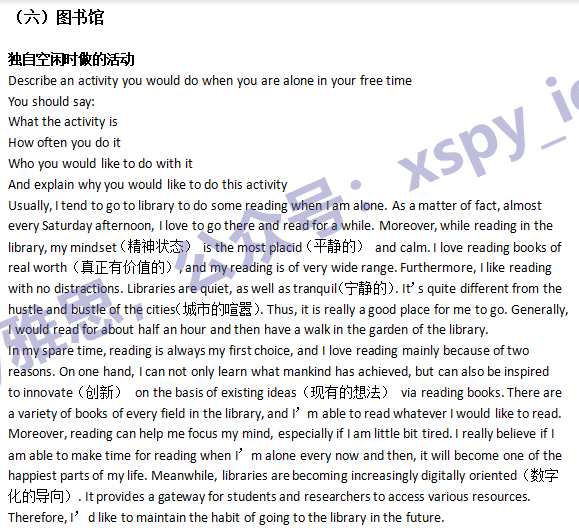 （六）图书馆
独自空闲时做的活动
Describe an activity you would do when you are alone in your free time
You should say:
What the activity is
How often you do it
Who you would like to do with it
And explain why you would like to do this activity
Usually, I tend to go to library to do some reading when I am alone. As a matter of fact, almost
every Saturday afternoon, I love to go there and read for a while. Moreover, while reading in the
library, my mindset（精神状态） is the most placid（平静的） and calm. I love reading books of
real worth（真正有价值的）, and my reading is of very wide range. Furthermore, I like reading
with no distractions. Libraries are quiet, as well as tranquil(宁静的). It’s quite different from the
hustle and bustle of the cities（城市的喧嚣）. Thus, it is really a good place for me to go. Generally,
I would read for about half an hour and then have a walk in the garden of the library.
In my spare time, reading is always my first choice, and I love reading mainly because of two
reasons. On one hand, I can not only learn what mankind has achieved, but can also be inspired
to innovate（创新） on the basis of existing ideas（现有的想法） via reading books. There are
a variety of books of every field in the library, and I’m able to read whatever I would like to read.
Moreover, reading can help me focus my mind, especially if I am little bit tired. I really believe if I
am able to make time for reading when I’m alone every now and then, it will become one of the
happiest parts of my life. Meanwhile, libraries are becoming increasingly digitally oriented（数字
化的导向）. It provides a gateway for students and researchers to access various resources.
Therefore, I’d like to maintain the habit of going to the library in the future.
雅思，公众号：xspy_i